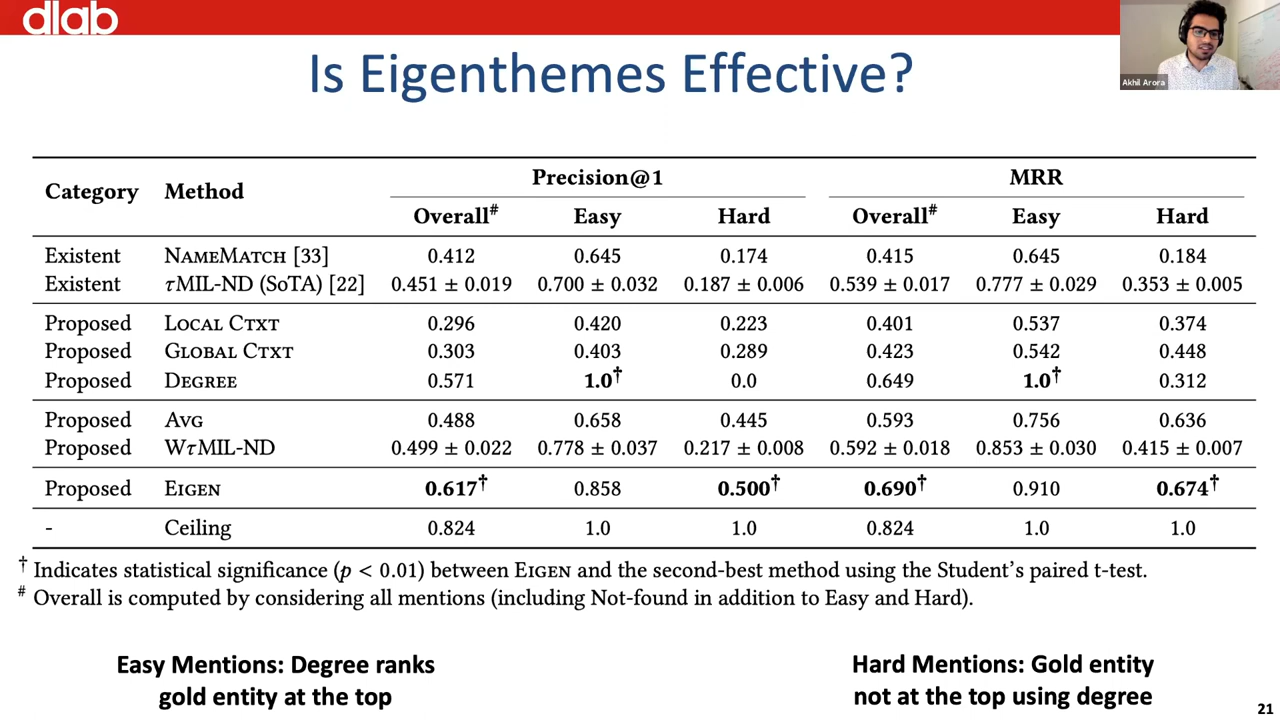 dlab
Akhil Arora
Is Eigenthemes Effective?
Category Method Precision@1 MRR
Overall# Easy Hard Overall# Easy Hard
Existent NAMEMATCH [33] 0.412 0.645 0.174 0.415 0.645 0.184
Existent τMIL-ND (SoTA) [22] 0.451 ± 0.019 0.700 ± 0.032 0.187 ± 0.006 0.539 ± 0.017 0.777 ± 0.029 0.353 ± 0.005
Proposed LOCAL CTXT 0.296 0.420 0.223 0.401 0.537 0.374
Proposed GLOBAL CTXT 0.303 0.403 0.289 0.423 0.542 0.448
Proposed DEGREE 0.571 1.0† 0.0 0.649 1.0† 0.312
Proposed AVG 0.488 0.658 0.445 0.593 0.756 0.636
Proposed WτMIL-ND 0.499 ± 0.022 0.778 ± 0.037 0.217 ± 0.008 0.592 ± 0.018 0.853 ± 0.030 0.415 ± 0.007
Proposed EIGEN 0.617† 0.858 0.500† 0.690† 0.910 0.674†
- Ceiling 0.824 1.0 1.0 0.824 1.0 1.0
† Indicates statistical significance (p < 0.01) between EIGEN and the second-best method using the Student's paired t-test.
# Overall is computed by considering all mentions (including Not-found in addition to Easy and Hard).
Easy Mentions: Degree ranks
gold entity at the top
Hard Mentions: Gold entity
not at the top using degree
21